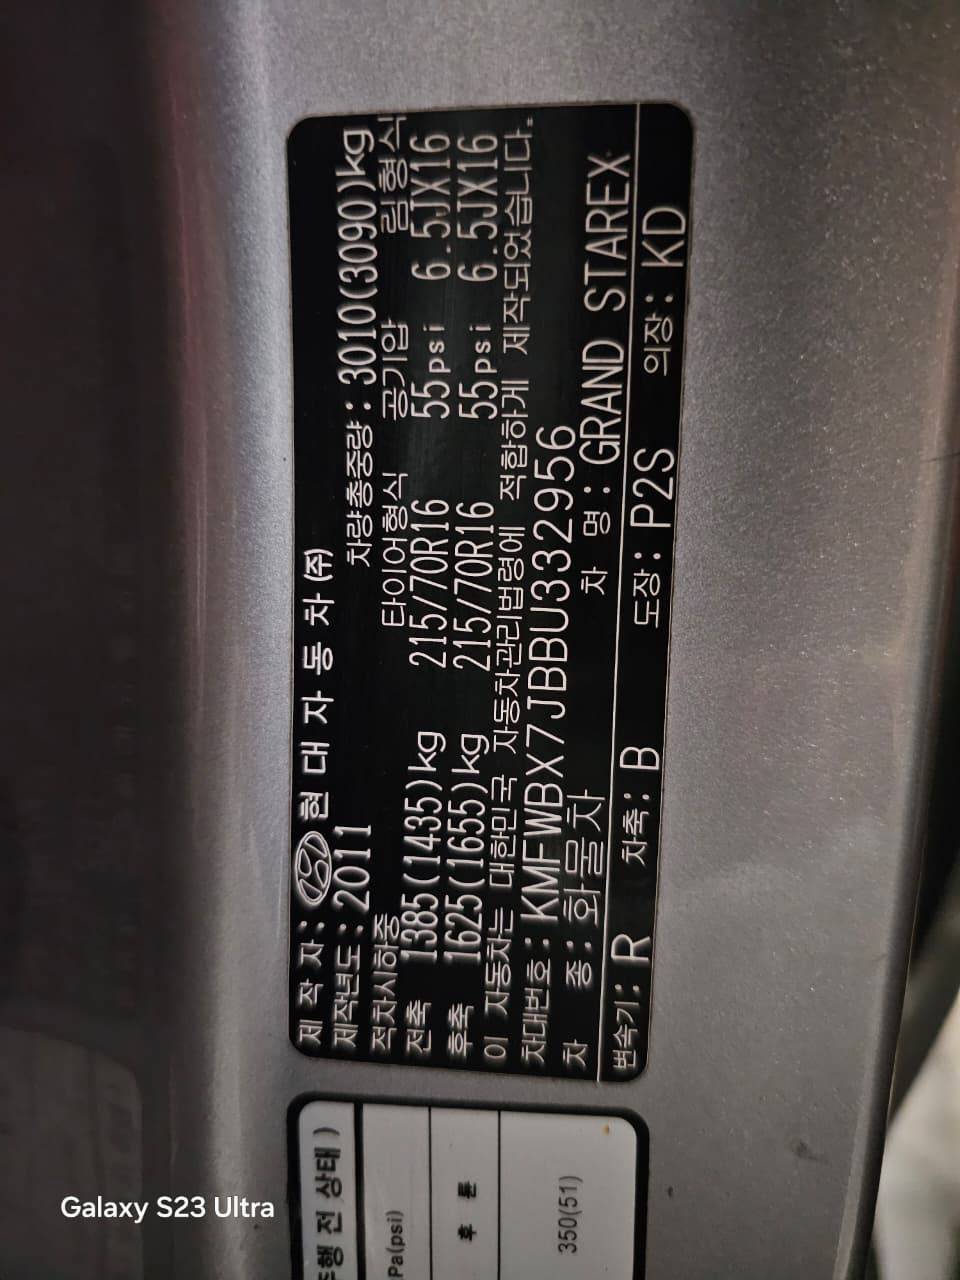 제 작 자: 현 대 자 동 차 (주)
제작년도: 2011 차량총중량: 3010(3090)kg
적차시하중 타이어형식 공기압 림형식
전축 1385(1435)kg 215/70R16 55psi 6.5JX16
후축 1625(1655)kg 215/70R16 55psi 6.5JX16
이 자동차는 대한민국 자동차관리법령에 적합하게 제작되었습니다.
차대번호: KMFWBX7JBBU332956
차 종: 화물차 차 명: GRAND STAREX
변속기: R 차축: B 도장: P2S 의장: KD
전 상태)
Pa(psi)
후 륜
350(51)
Galaxy S23 Ultra